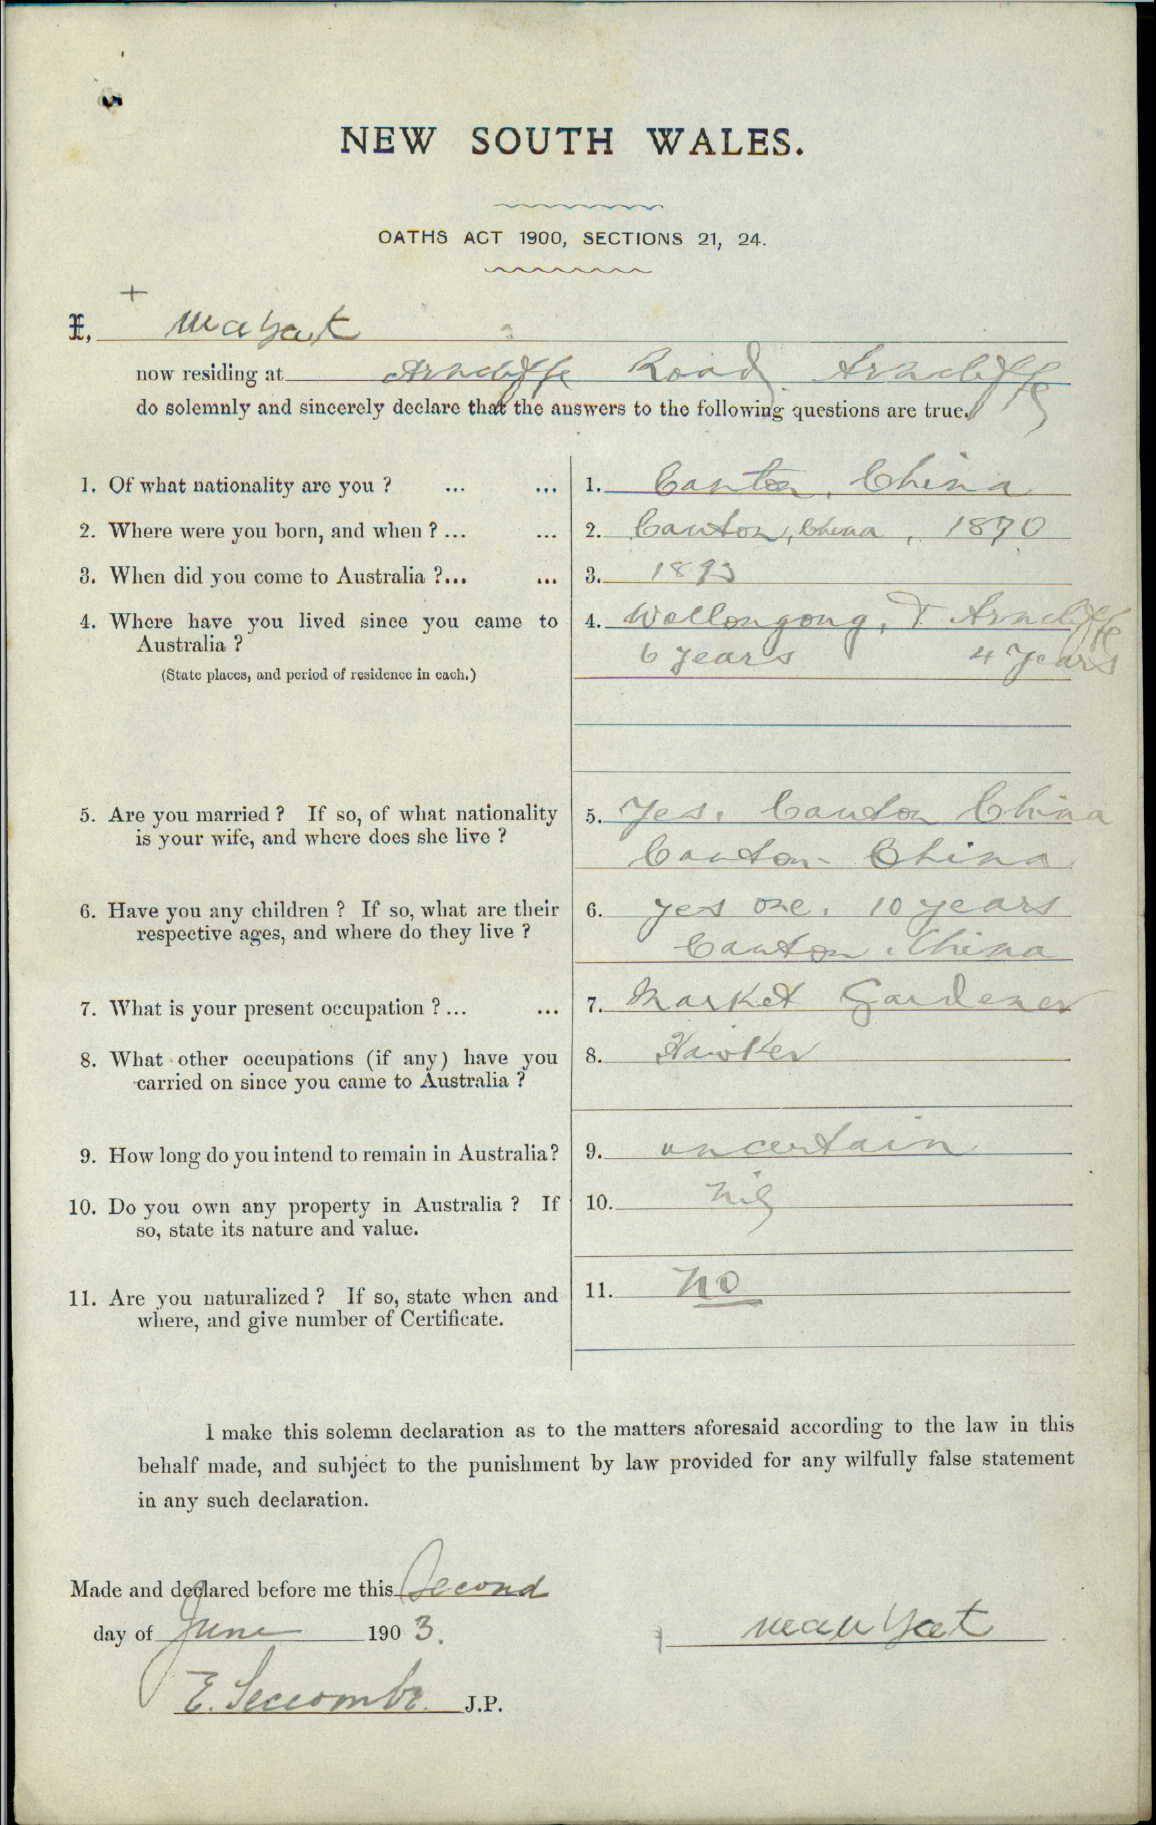 NEW SOUTH WALES.
OATHS ACT 1900, SECTIONS 21, 24.
+
I, Wa Yat
now residing at Arncliffe Road, Arncliffe
do solemnly and sincerely declare that the answers to the following questions are true.
1. Of what nationality are you ? ... ... 1. Canton, China
2. Where were you born, and when ? ... ... 2. Canton, China, 1870
3. When did you come to Australia ?... ... 3. 1893
4. Where have you lived since you came to 4. Wollongong, & Arncliffe
Australia ? 6 years 4 years
(State places, and period of residence in each.)
5. Are you married ? If so, of what nationality 5. Yes. Canton China
is your wife, and where does she live ? Canton China
6. Have you any children ? If so, what are their 6. yes one. 10 years
respective ages, and where do they live ? Canton. China
7. What is your present occupation ? ... ... 7. Market Gardener
8. What other occupations (if any) have you 8. Hawker
carried on since you came to Australia ?
9. How long do you intend to remain in Australia? 9. uncertain
10. Do you own any property in Australia ? If 10. Nil
so, state its nature and value.
11. Are you naturalized ? If so, state when and 11. No
where, and give number of Certificate.
I make this solemn declaration as to the matters aforesaid according to the law in this
behalf made, and subject to the punishment by law provided for any wilfully false statement
in any such declaration.
Made and declared before me this Second
day of June 1903. Yat
E. Seccombe J.P.